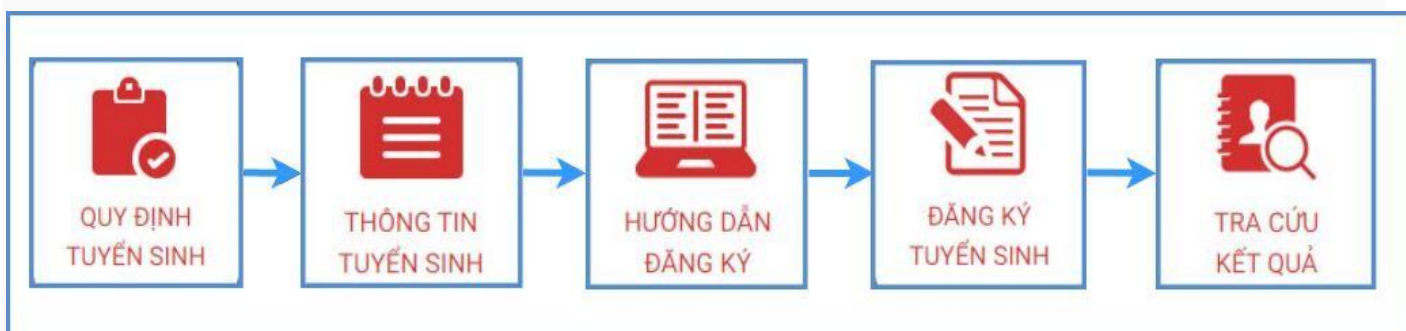 QUY ĐỊNH
TUYỂN SINH
THÔNG TIN
TUYỂN SINH
HƯỚNG DẪN
ĐĂNG KÝ
ĐĂNG KÝ
TUYỂN SINH
TRA CỨU
KẾT QUẢ